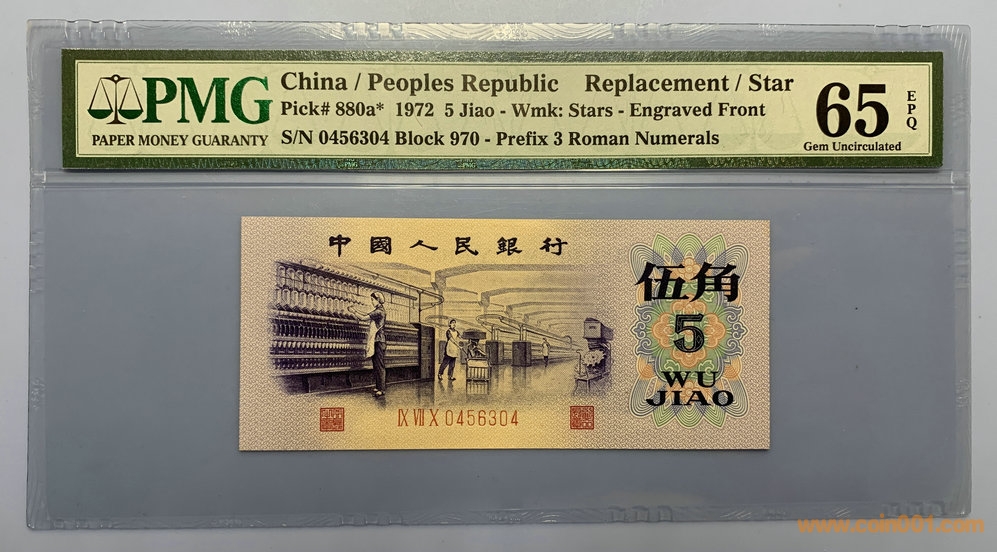 PMG
PAPER MONEY GUARANTY
China / Peoples Republic Replacement / Star
Pick# 880a* 1972 5 Jiao - Wmk: Stars - Engraved Front
S/N 0456304 Block 970 - Prefix 3 Roman Numerals
65 EPQ
Gem Uncirculated
中國人民銀行
伍角
5
WU
JIAO
IX VII X 0456304
www.coin001.com